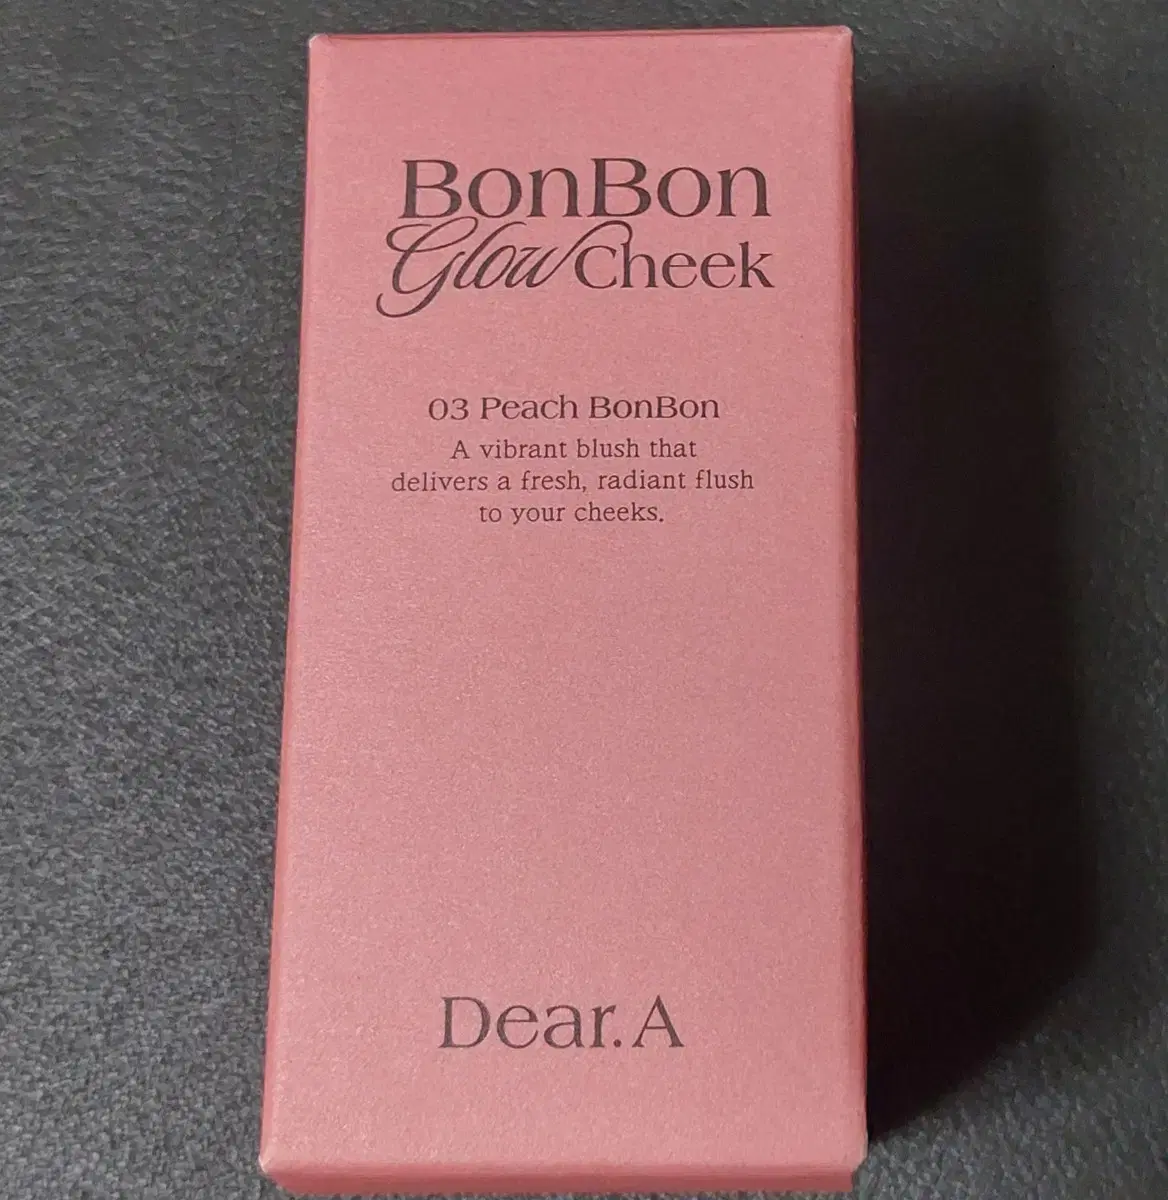 BonBon
Glow Cheek
03 Peach BonBon
A vibrant blush that
delivers a fresh, radiant flush
to your cheeks.
Dear.A